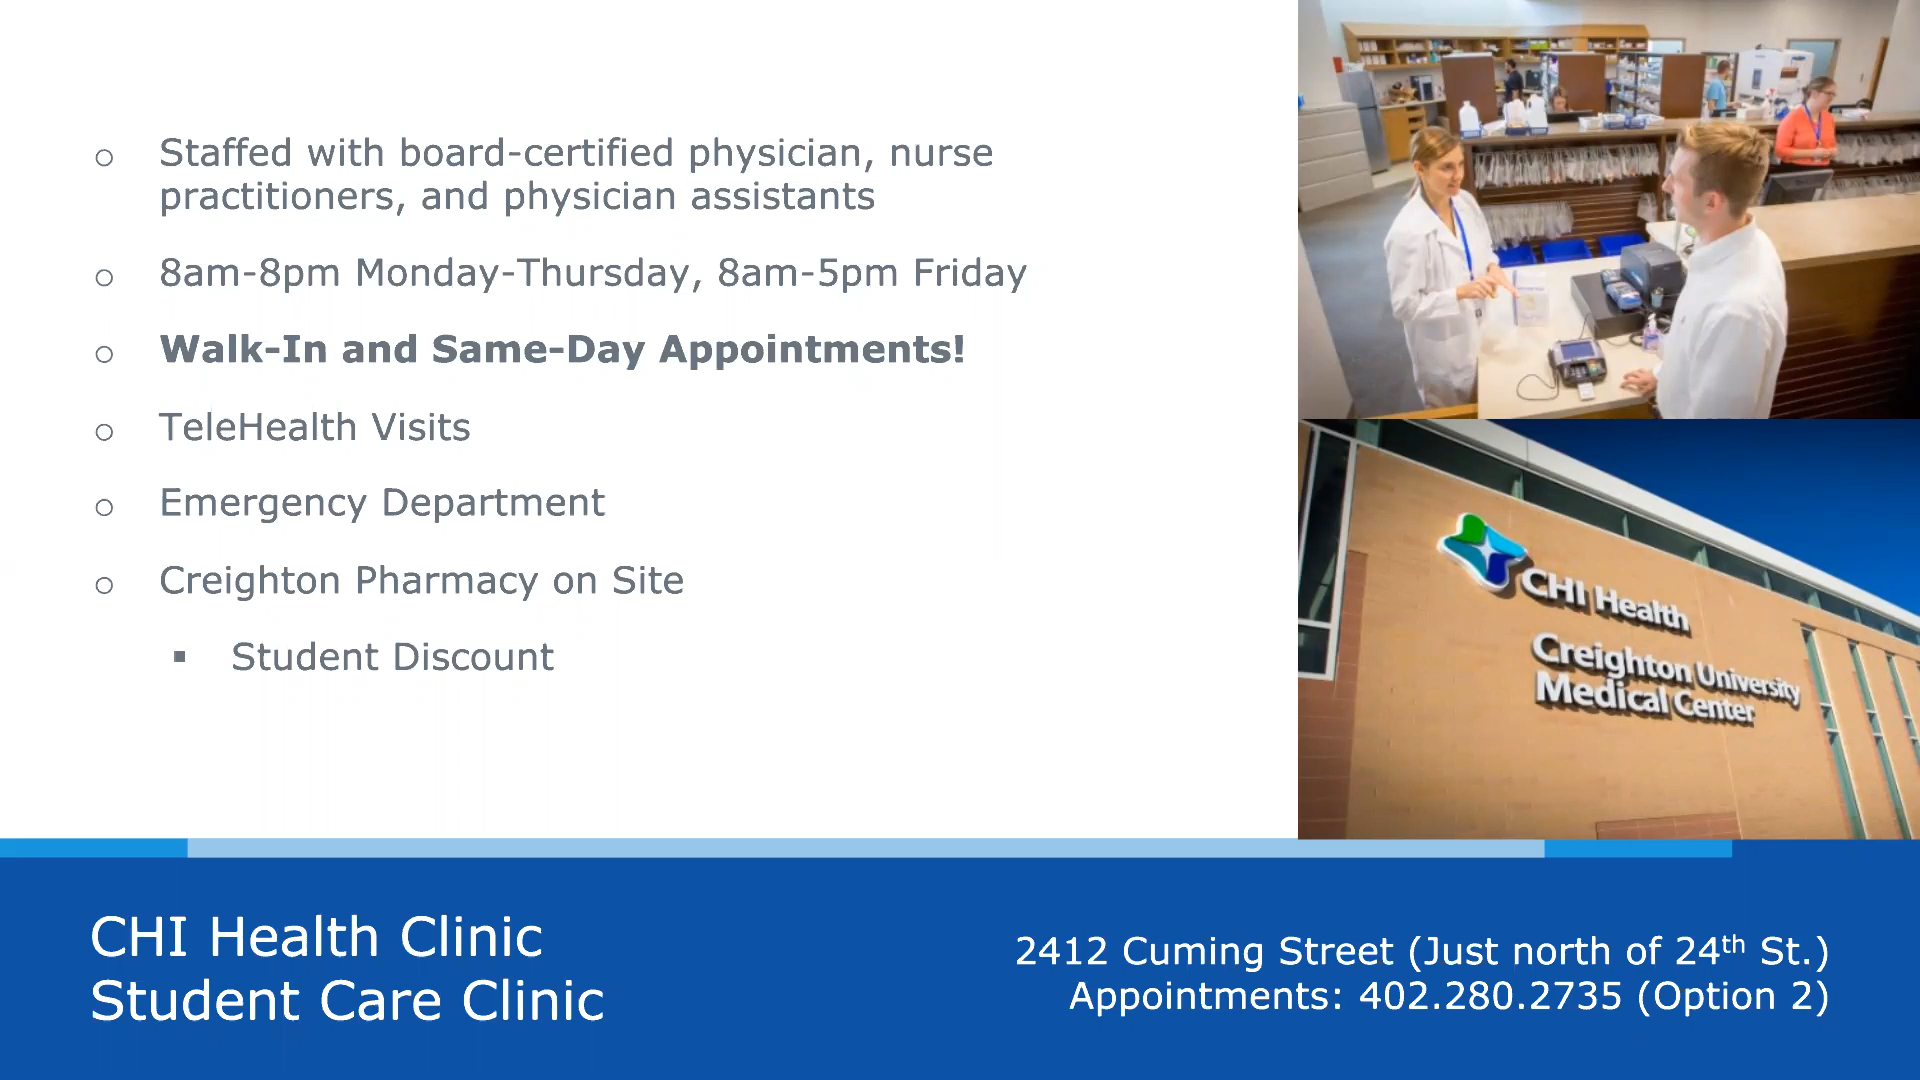 Staffed with board-certified physician, nurse
practitioners, and physician assistants
8am-8pm Monday-Thursday, 8am-5pm Friday
Walk-In and Same-Day Appointments!
TeleHealth Visits
Emergency Department
Creighton Pharmacy on Site
Student Discount
CHI Health
Creighton University
Medical Center
CHI Health Clinic
Student Care Clinic
2412 Cuming Street (Just north of 24th St.)
Appointments: 402.280.2735 (Option 2)